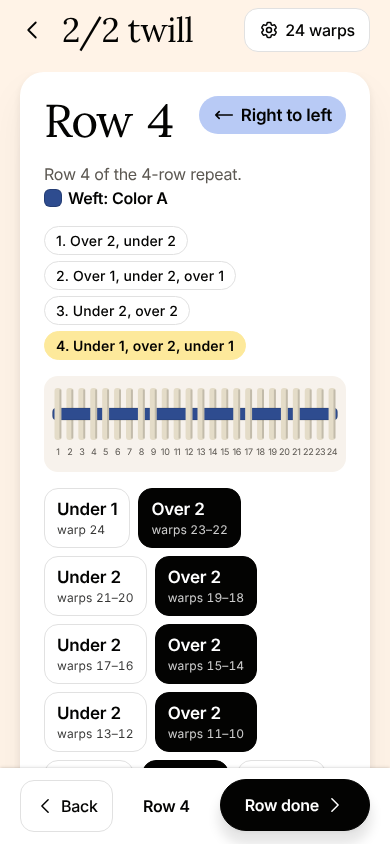 2/2 twill
24 warps
Row 4
← Right to left
Row 4 of the 4-row repeat.
Weft: Color A
1. Over 2, under 2
2. Over 1, under 2, over 1
3. Under 2, over 2
4. Under 1, over 2, under 1
1 2 3 4 5 6 7 8 9 10 11 12 13 14 15 16 17 18 19 20 21 22 23 24
Under 1
warp 24
Over 2
warps 23–22
Under 2
warps 21–20
Over 2
warps 19–18
Under 2
warps 17–16
Over 2
warps 15–14
Under 2
warps 13–12
Over 2
warps 11–10
Back
Row 4
Row done